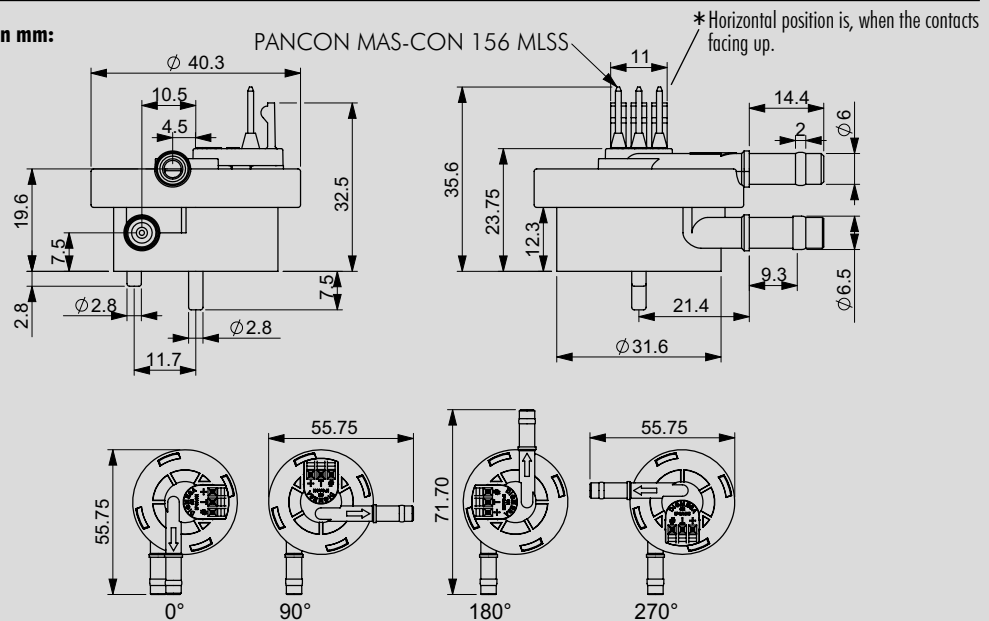 n mm:
PANCON MAS-CON 156 MLSS
*Horizontal position is, when the contacts
facing up.
Ø 40.3
10.5
4.5
19.6
7.5
2.8
Ø2.8
Ø2.8
11.7
7.5
32.5
11
14.4
2
Ø6
35.6
23.75
12.3
9.3
Ø6.5
21.4
Ø31.6
55.75
0°
55.75
90°
71.70
180°
55.75
270°